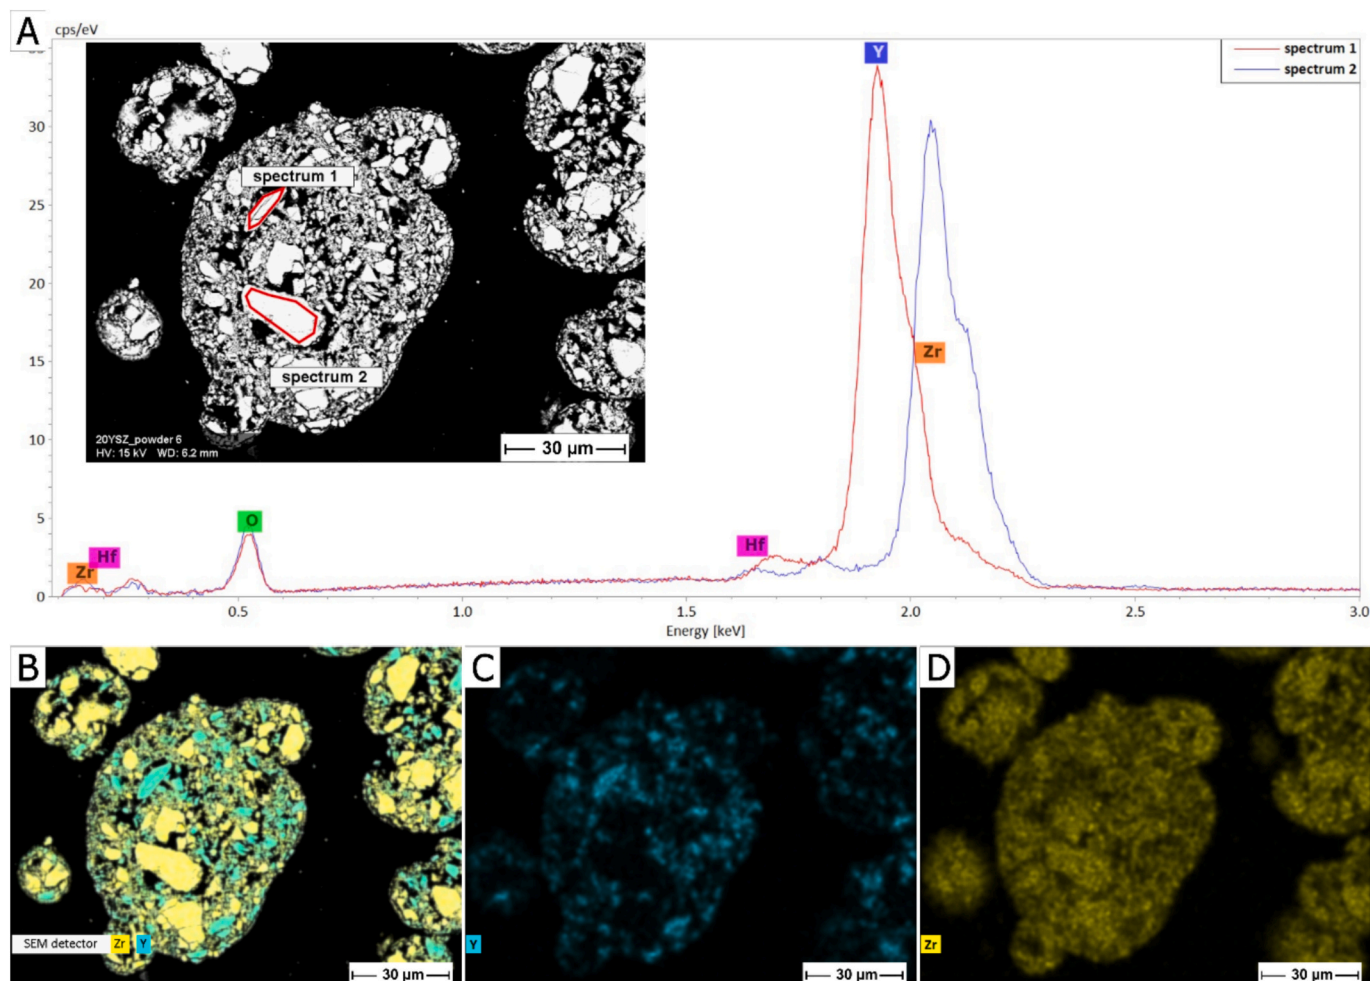 A
cps/eV
Y
spectrum 1
spectrum 2
30
25
20
15
10
5
0
spectrum 1
spectrum 2
20YSZ_powder 6
HV: 15 kV WD: 6.2 mm
30 µm
Zr
Hf
O
Hf
Zr
0.5
1.0
1.5
2.0
2.5
3.0
Energy [keV]
B
SEM detector Zr Y
30 µm
C
Y
30 µm
D
Zr
30 µm